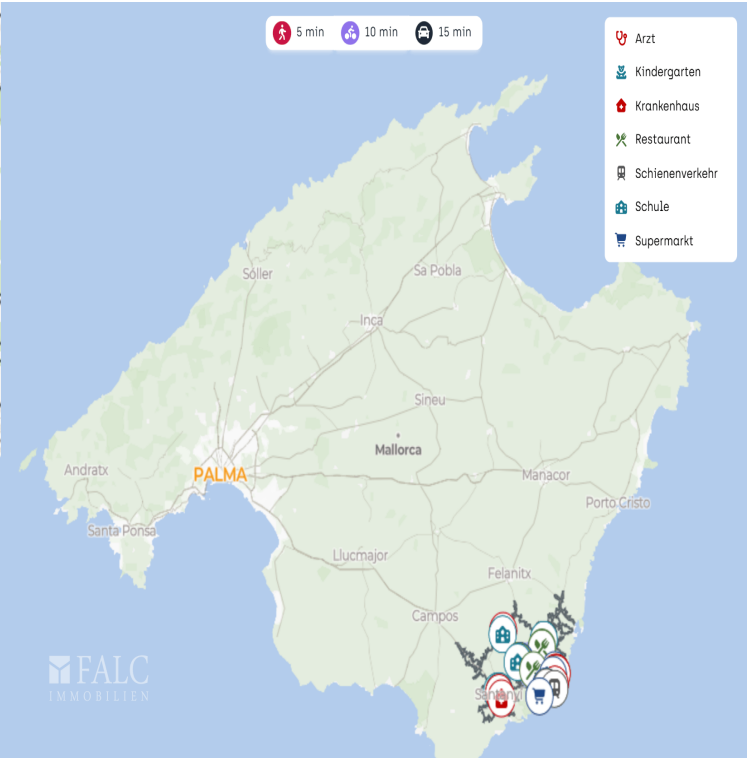 5 min
10 min
15 min
Arzt
Kindergarten
Krankenhaus
Restaurant
Schienenverkehr
Schule
Supermarkt
Sóller
Sa Pobla
Inca
Sineu
Mallorca
Andratx
PALMA
Manacor
Porto Cristo
Santa Ponsa
Llucmajor
Felanitx
Campos
FALC
IMMOBILIEN